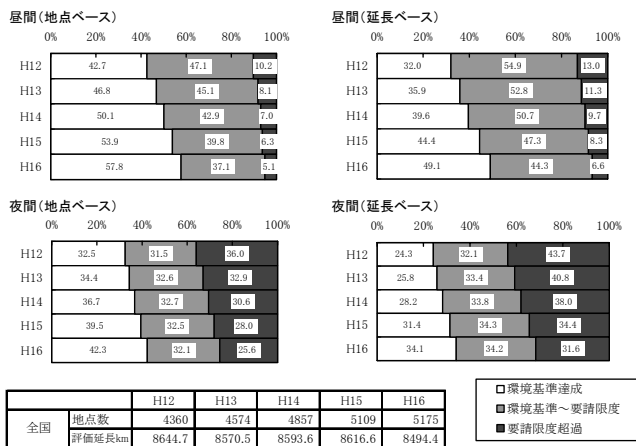 昼間(地点ベース)
0% 20% 40% 60% 80% 100%
H12 42.7 47.1 10.2
H13 46.8 45.1 8.1
H14 50.1 42.9 7.0
H15 53.9 39.8 6.3
H16 57.8 37.1 5.1
昼間(延長ベース)
0% 20% 40% 60% 80% 100%
H12 32.0 54.9 13.0
H13 35.9 52.8 11.3
H14 39.6 50.7 9.7
H15 44.4 47.3 8.3
H16 49.1 44.3 6.6
夜間(地点ベース)
0% 20% 40% 60% 80% 100%
H12 32.5 31.5 36.0
H13 34.4 32.6 32.9
H14 36.7 32.7 30.6
H15 39.5 32.5 28.0
H16 42.3 32.1 25.6
夜間(延長ベース)
0% 20% 40% 60% 80% 100%
H12 24.3 32.1 43.7
H13 25.8 33.4 40.8
H14 28.2 33.8 38.0
H15 31.4 34.3 34.4
H16 34.1 34.2 31.6
H12 H13 H14 H15 H16
全国 地点数 4360 4574 4857 5109 5175
評価延長km 8644.7 8570.5 8593.6 8616.6 8494.4
環境基準達成
環境基準～要請限度
要請限度超過